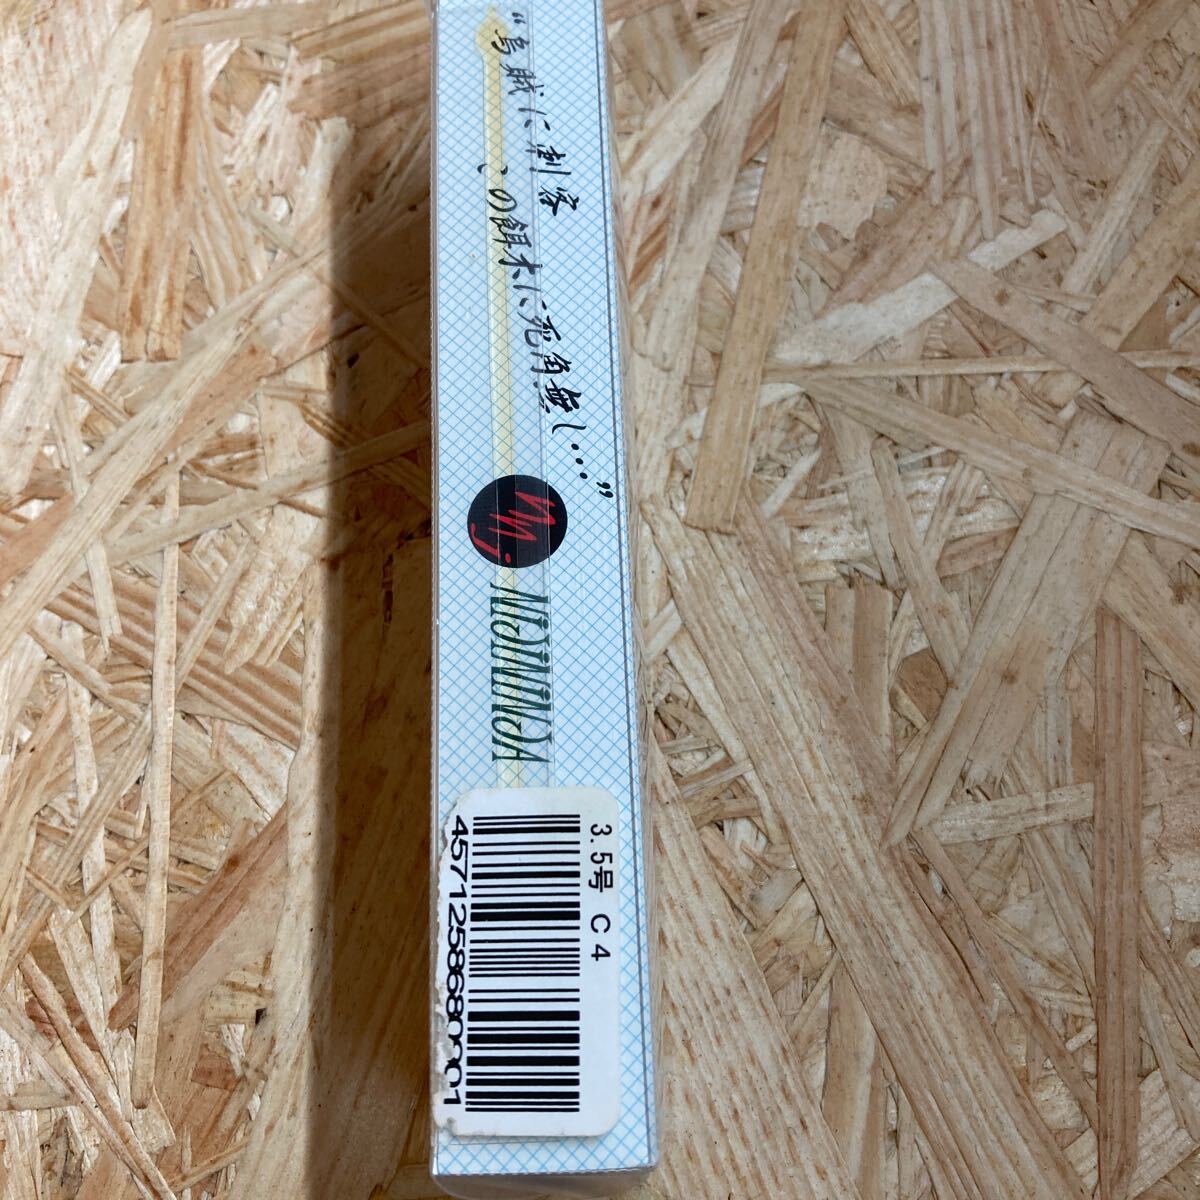 “烏賊に刺客
この餌木に死角無し…”
mj
NiJiNiNJA
3.5号 C4
4571258680001